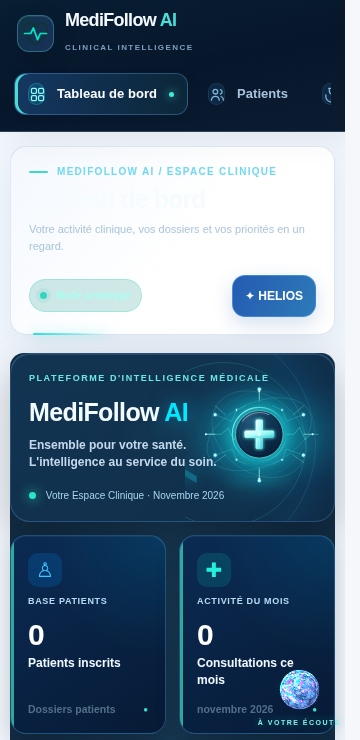 MediFollow AI
CLINICAL INTELLIGENCE
Tableau de bord
Patients
MEDIFOLLOW AI / ESPACE CLINIQUE
de bord
Votre activité clinique, vos dossiers et vos priorités en un
regard.
✦ HELIOS
PLATEFORME D'INTELLIGENCE MÉDICALE
MediFollow AI
Ensemble pour votre santé.
L'intelligence au service du soin.
Votre Espace Clinique · Novembre 2026
BASE PATIENTS
0
Patients inscrits
Dossiers patients
ACTIVITÉ DU MOIS
0
Consultations ce
mois
novembre 2026
À VOTRE ÉCOUTE